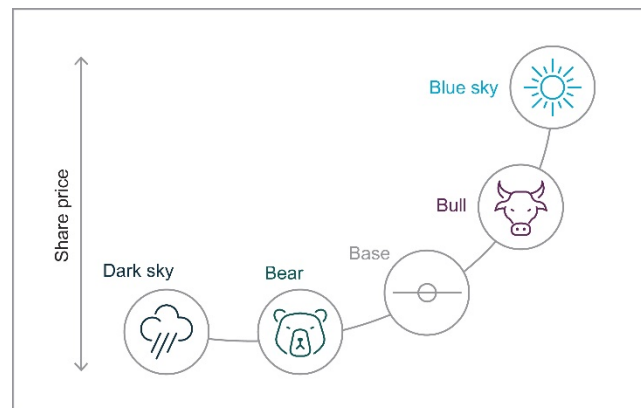 Blue sky
Bull
Base
Bear
Dark sky
Share price